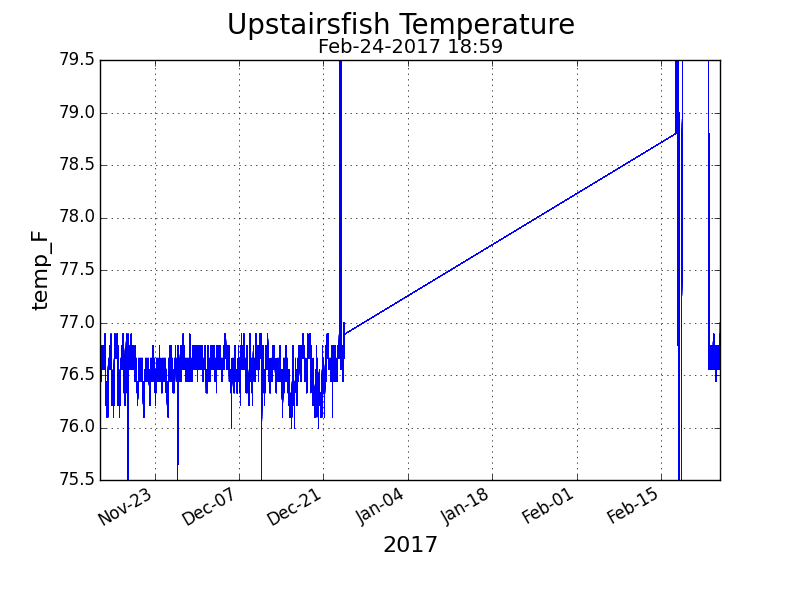 Upstairsfish Temperature
Feb-24-2017 18:59
79.5
79.0
78.5
78.0
77.5
77.0
76.5
76.0
75.5
temp_F
Nov-23
Dec-07
Dec-21
Jan-04
Jan-18
Feb-01
Feb-15
2017